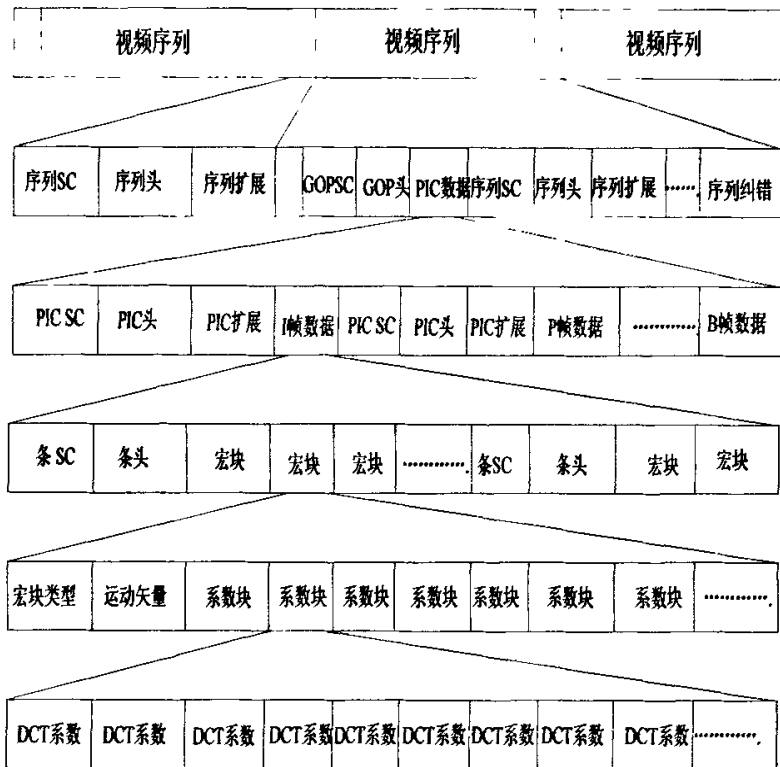 视频序列 视频序列 视频序列
序列SC 序列头 序列扩展 GOPSC GOP头 PIC数据 序列SC 序列头 序列扩展 ……. 序列纠错
PIC SC PIC头 PIC扩展 I帧数据 PIC SC PIC头 PIC扩展 P帧数据 …………. B帧数据
条 SC 条头 宏块 宏块 宏块 …………. 条SC 条头 宏块 宏块
宏块类型 运动矢量 系数块 系数块 系数块 系数块 系数块 系数块 系数块 ………….
DCT系数 DCT系数 DCT系数 DCT系数 DCT系数 DCT系数 DCT系数 DCT系数 DCT系数 ………….